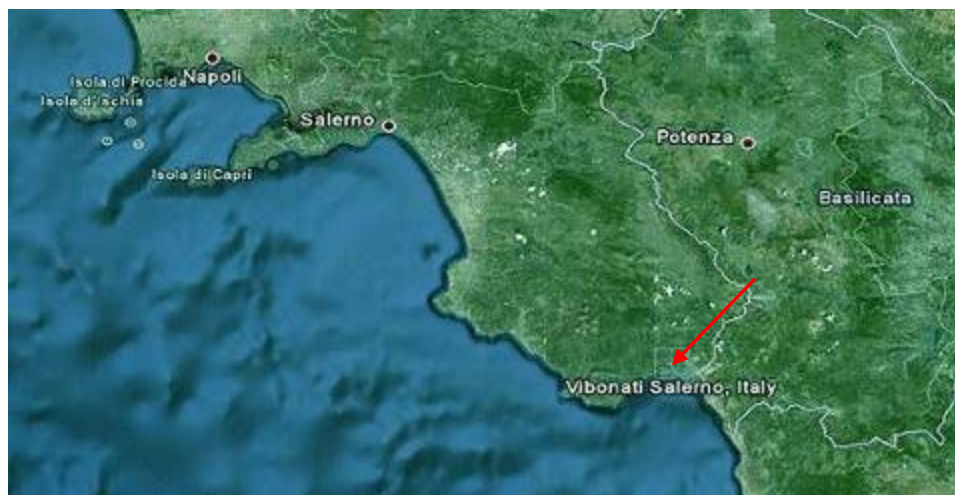 Napoli
Isola di Procida
Isola d'Ischia
Salerno
Potenza
Isola di Capri
Basilicata
Vibonati Salerno, Italy